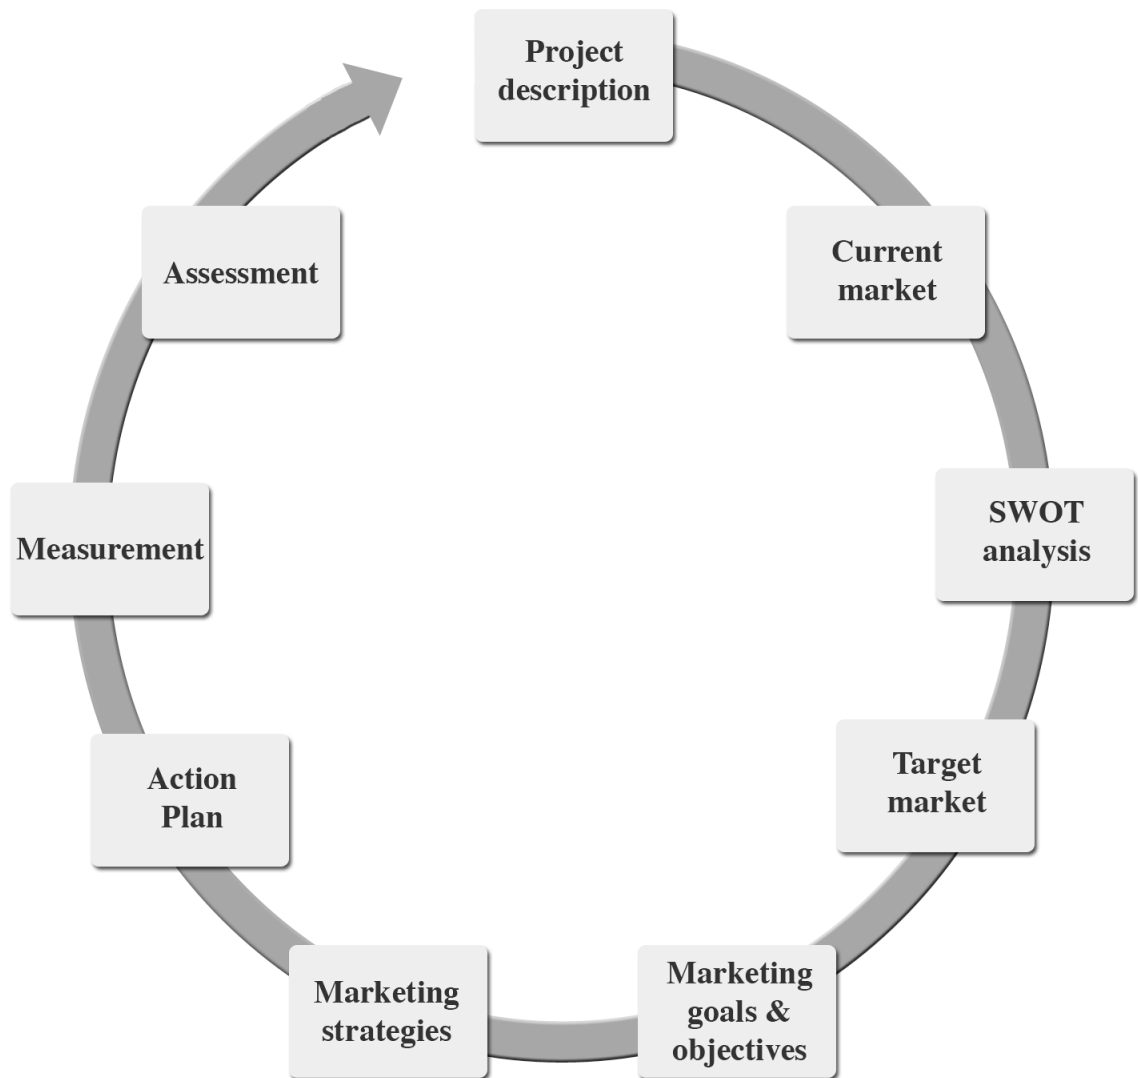 Project
description
Current
market
SWOT
analysis
Target
market
Marketing
goals &
objectives
Marketing
strategies
Action
Plan
Measurement
Assessment